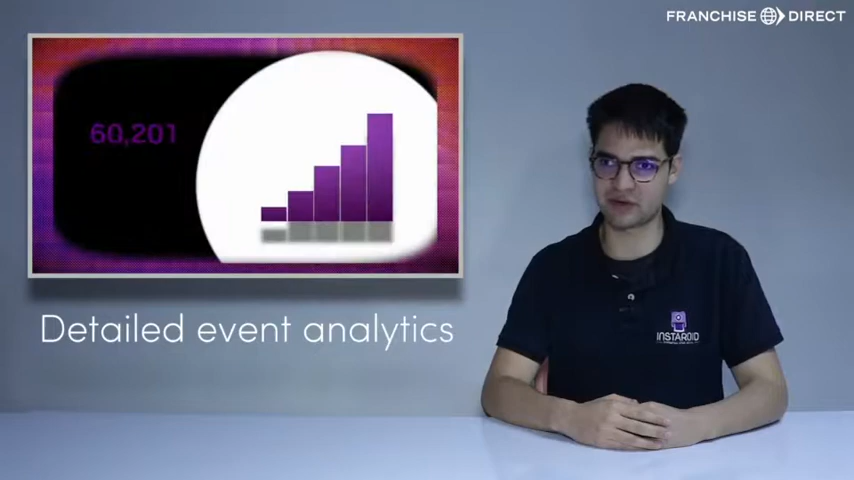 FRANCHISE DIRECT
60,201
Detailed event analytics
INSTAROID